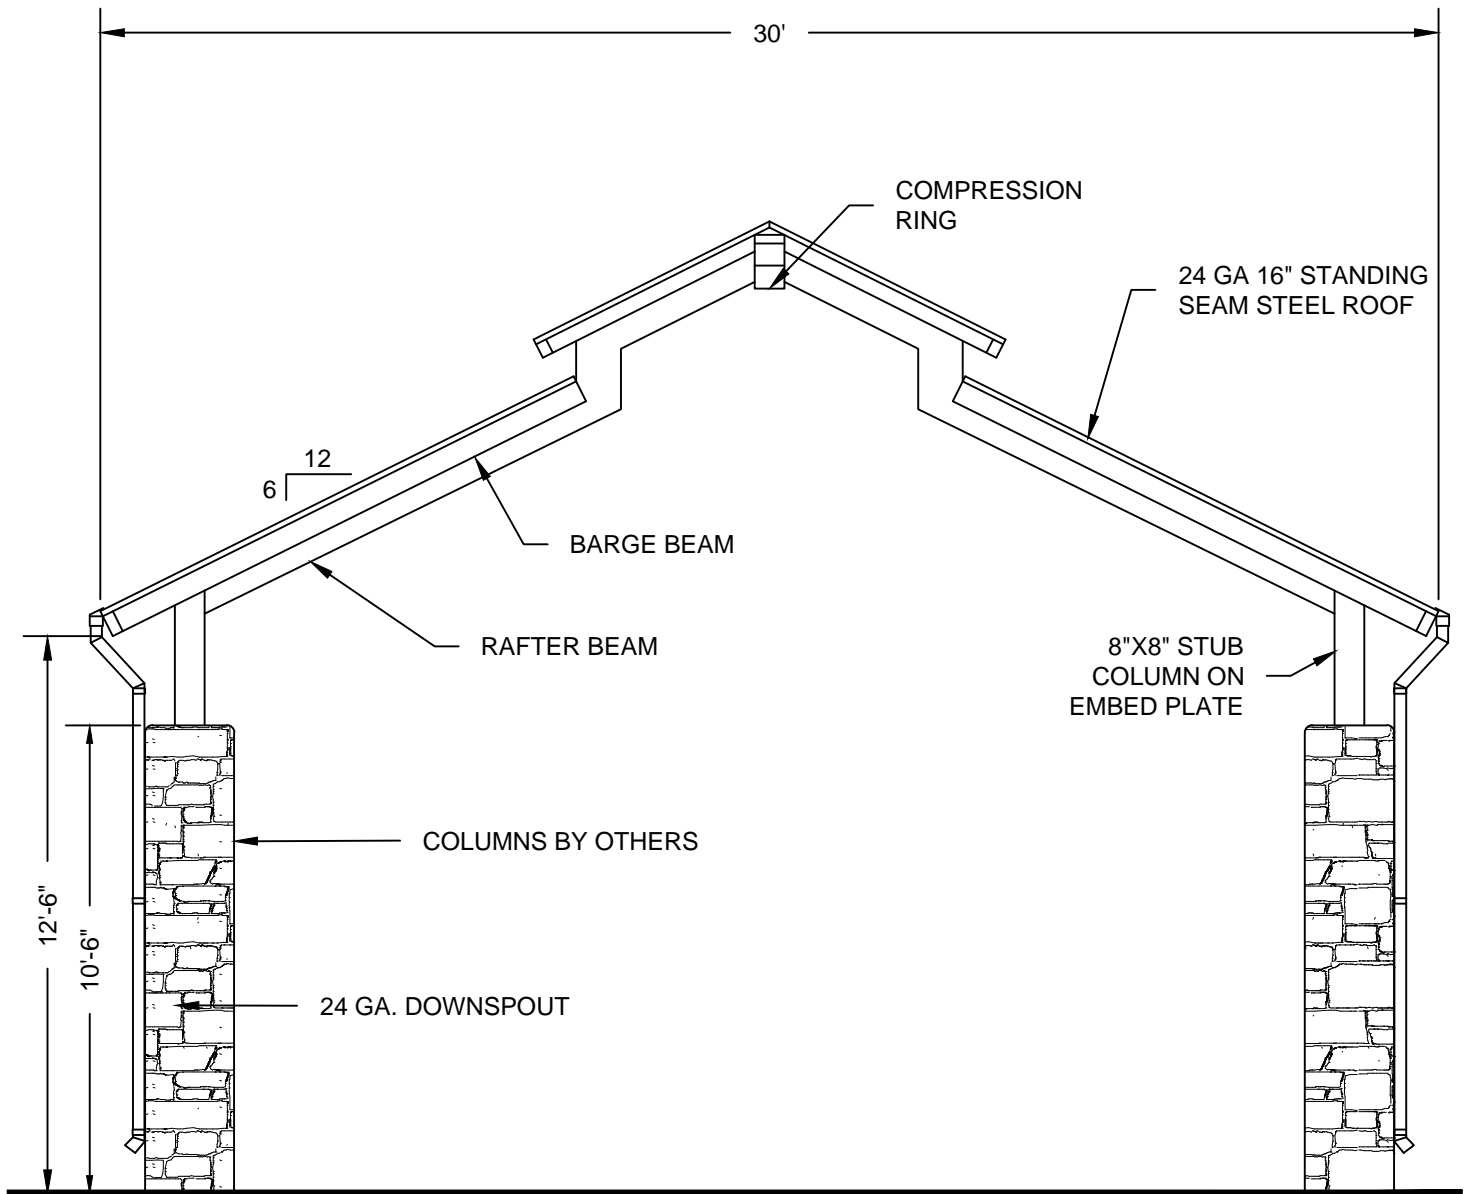 30'
COMPRESSION
RING
24 GA 16" STANDING
SEAM STEEL ROOF
12
6
BARGE BEAM
RAFTER BEAM
8"X8" STUB
COLUMN ON
EMBED PLATE
COLUMNS BY OTHERS
12'-6"
10'-6"
24 GA. DOWNSPOUT